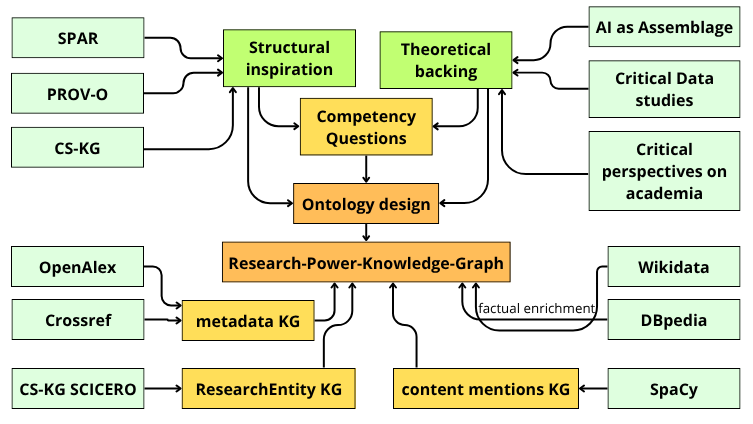 SPAR
PROV-O
CS-KG
Structural
inspiration
Theoretical
backing
AI as Assemblage
Critical Data
studies
Critical
perspectives on
academia
Competency
Questions
Ontology design
Research-Power-Knowledge-Graph
OpenAlex
Crossref
metadata KG
CS-KG SCICERO
ResearchEntity KG
content mentions KG
factual enrichment
Wikidata
DBpedia
SpaCy